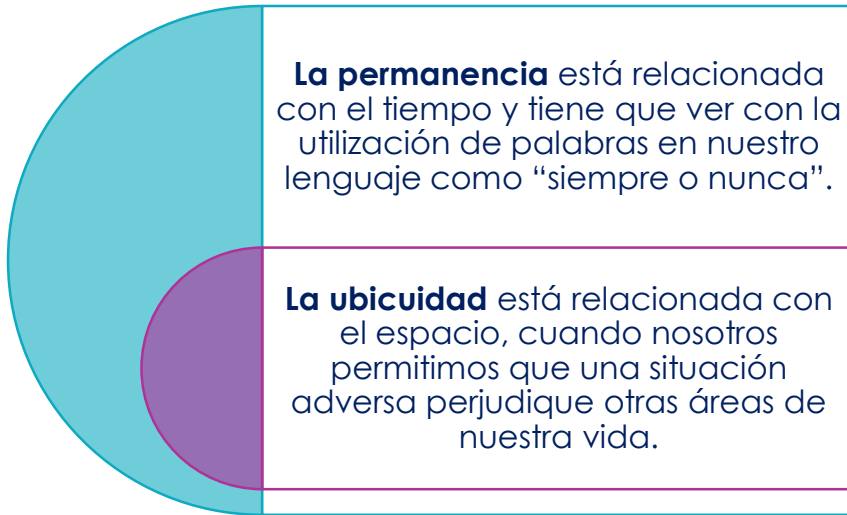 La permanencia está relacionada
con el tiempo y tiene que ver con la
utilización de palabras en nuestro
lenguaje como “siempre o nunca”.
La ubicuidad está relacionada con
el espacio, cuando nosotros
permitimos que una situación
adversa perjudique otras áreas de
nuestra vida.